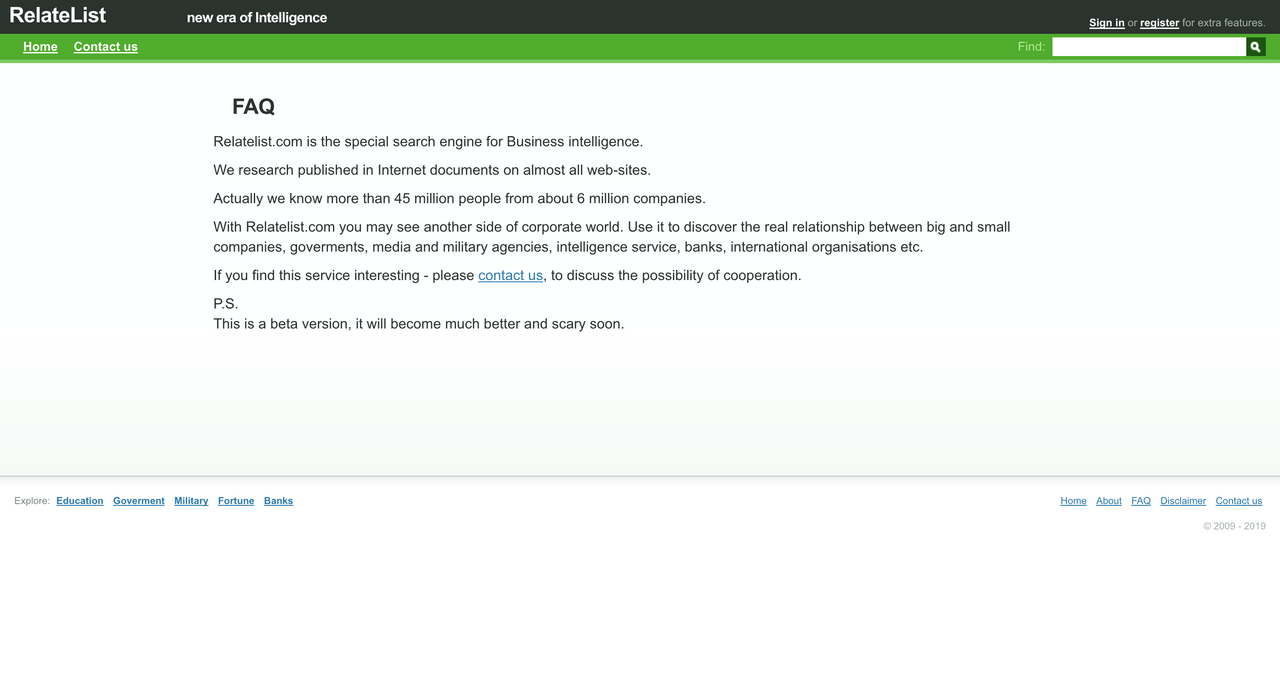 RelateList
new era of Intelligence
Sign in or register for extra features.
Home Contact us
Find:
FAQ
Relatelist.com is the special search engine for Business intelligence.
We research published in Internet documents on almost all web-sites.
Actually we know more than 45 million people from about 6 million companies.
With Relatelist.com you may see another side of corporate world. Use it to discover the real relationship between big and small
companies, goverments, media and military agencies, intelligence service, banks, international organisations etc.
If you find this service interesting - please contact us, to discuss the possibility of cooperation.
P.S.
This is a beta version, it will become much better and scary soon.
Explore: Education Goverment Military Fortune Banks
Home About FAQ Disclaimer Contact us
© 2009 - 2019